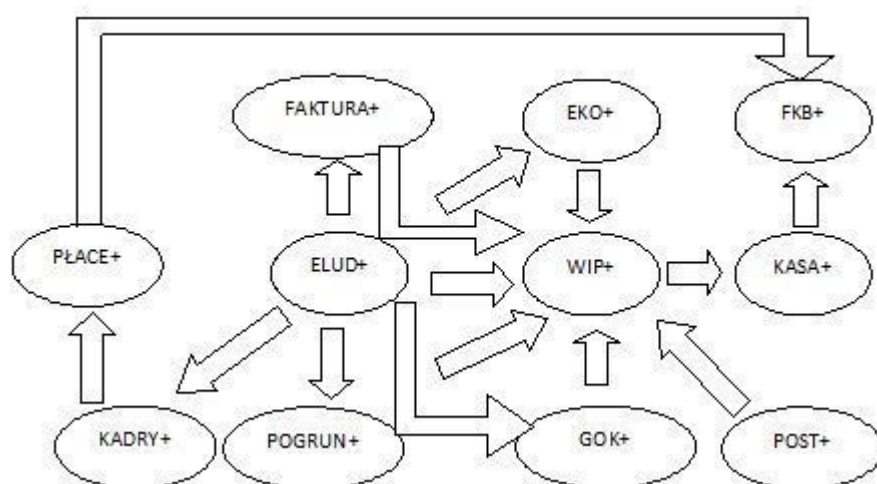 FAKTURA+
EKO+
FKB+
PŁACE+
ELUD+
WIP+
KASA+
KADRY+
POGRUN+
GOK+
POST+